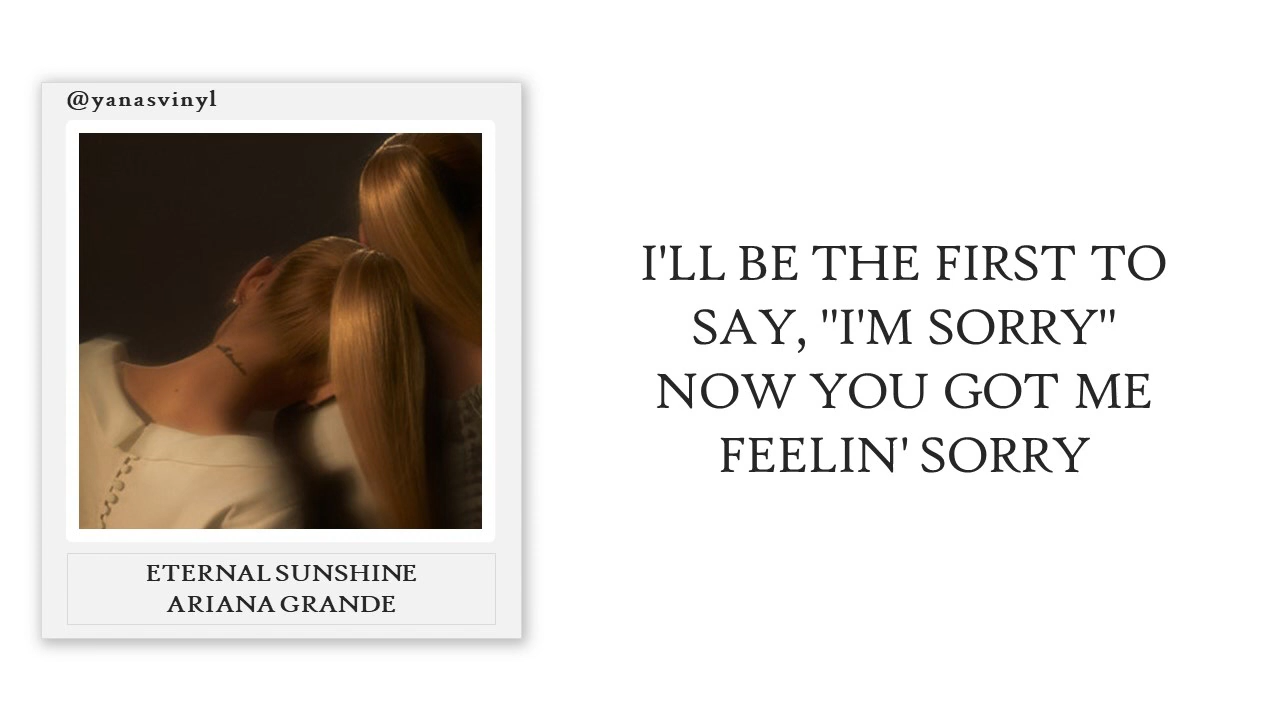 @yanasvinyl
ETERNAL SUNSHINE
ARIANA GRANDE
I'LL BE THE FIRST TO
SAY, "I'M SORRY"
NOW YOU GOT ME
FEELIN' SORRY